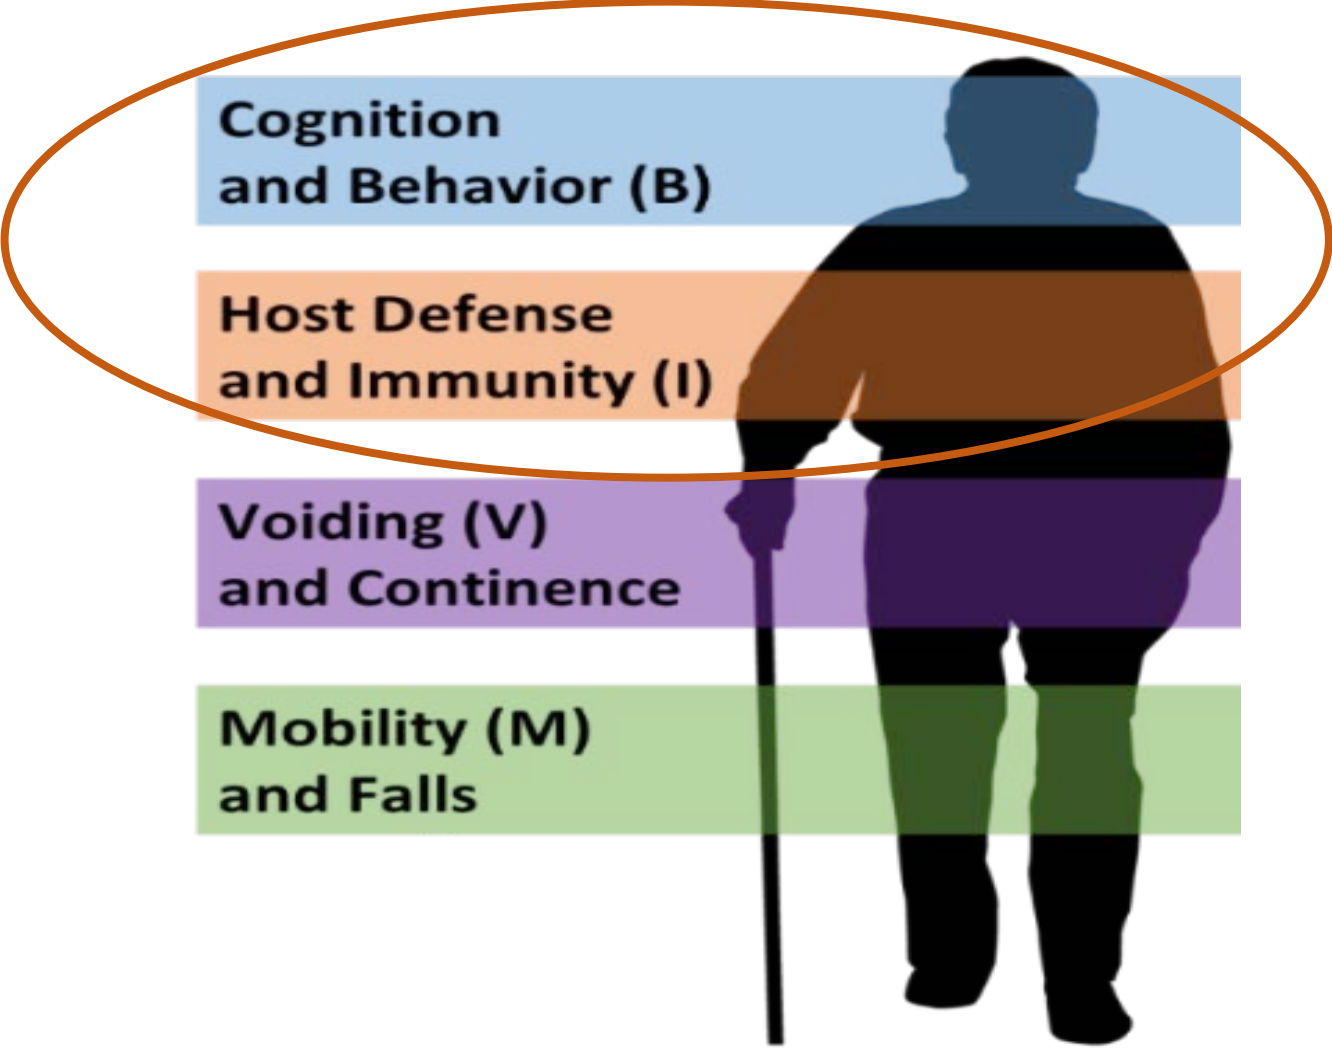 Cognition
and Behavior (B)
Host Defense
and Immunity (I)
Voiding (V)
and Continence
Mobility (M)
and Falls